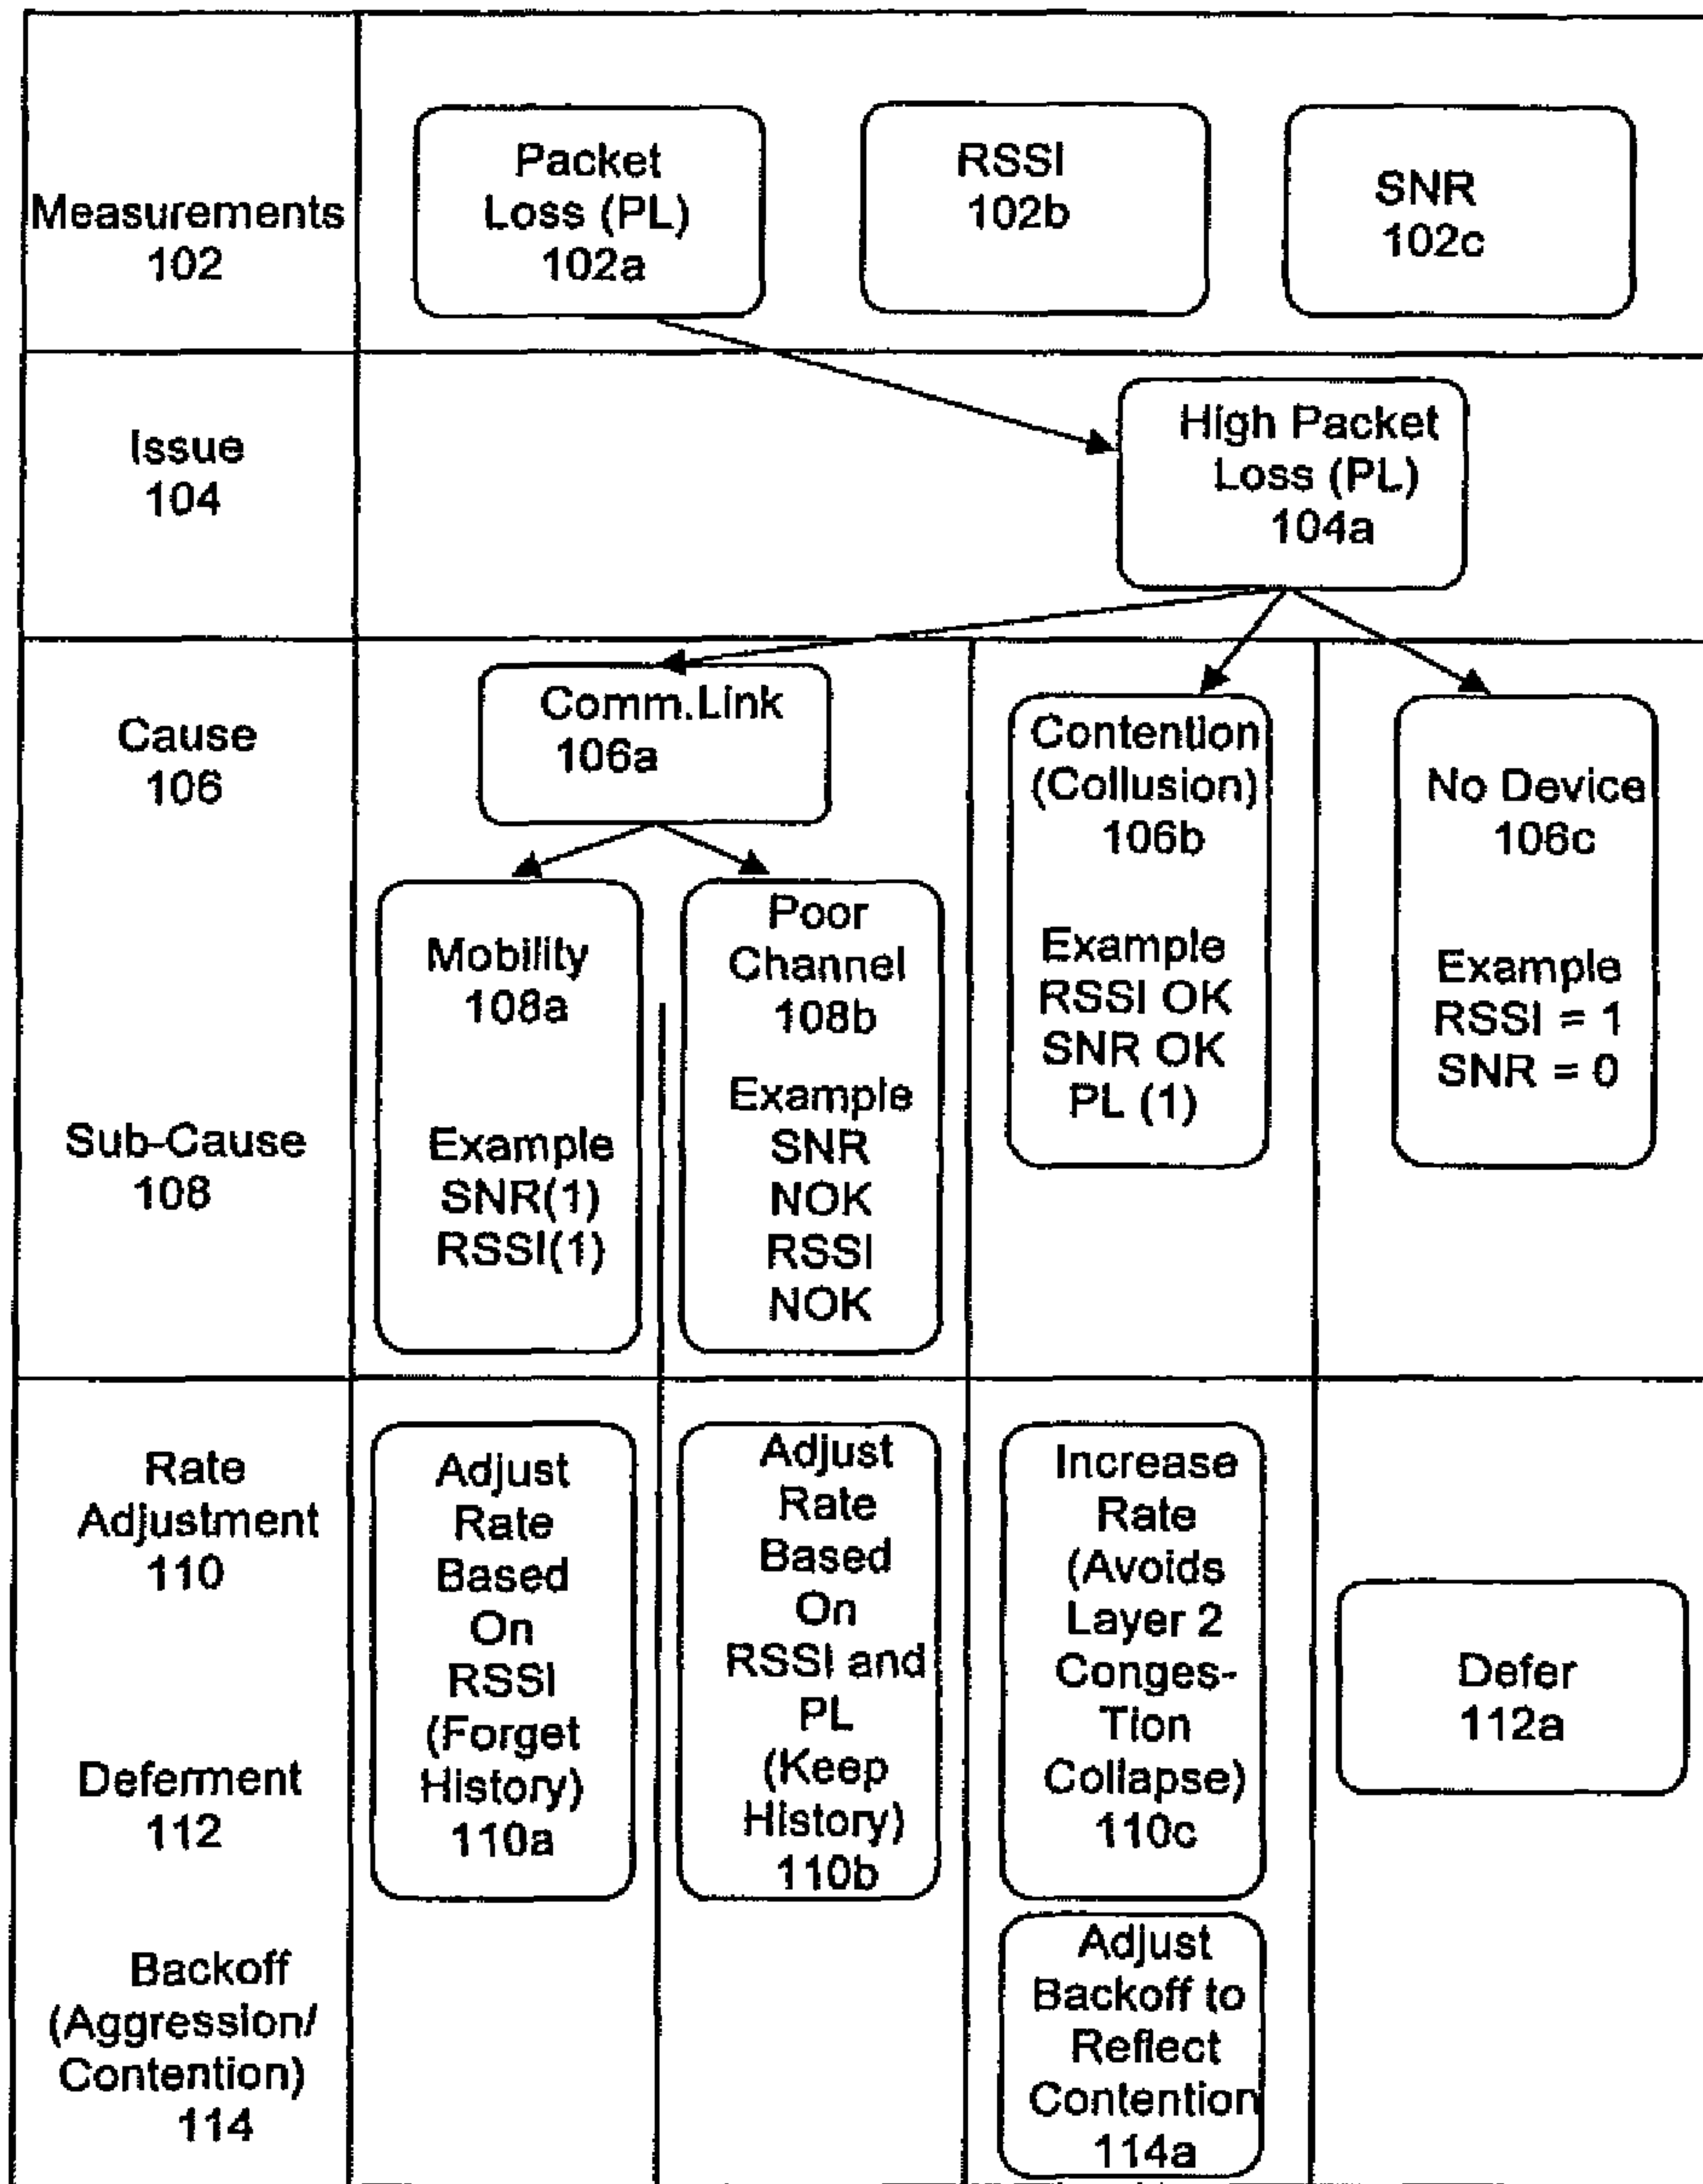 Measurements
102
Packet
Loss (PL)
102a
RSSI
102b
SNR
102c
Issue
104
High Packet
Loss (PL)
104a
Cause
106
Comm.Link
106a
Contention
(Collusion)
106b
Example
RSSI OK
SNR OK
PL (1)
No Device
106c
Example
RSSI = 1
SNR = 0
Sub-Cause
108
Mobility
108a
Example
SNR(1)
RSSI(1)
Poor
Channel
108b
Example
SNR
NOK
RSSI
NOK
Rate
Adjustment
110
Deferment
112
Backoff
(Aggression/
Contention)
114
Adjust
Rate
Based
On
RSSI
(Forget
History)
110a
Adjust
Rate
Based
On
RSSI and
PL
(Keep
History)
110b
Increase
Rate
(Avoids
Layer 2
Conges-
Tion
Collapse)
110c
Adjust
Backoff to
Reflect
Contention
114a
Defer
112a